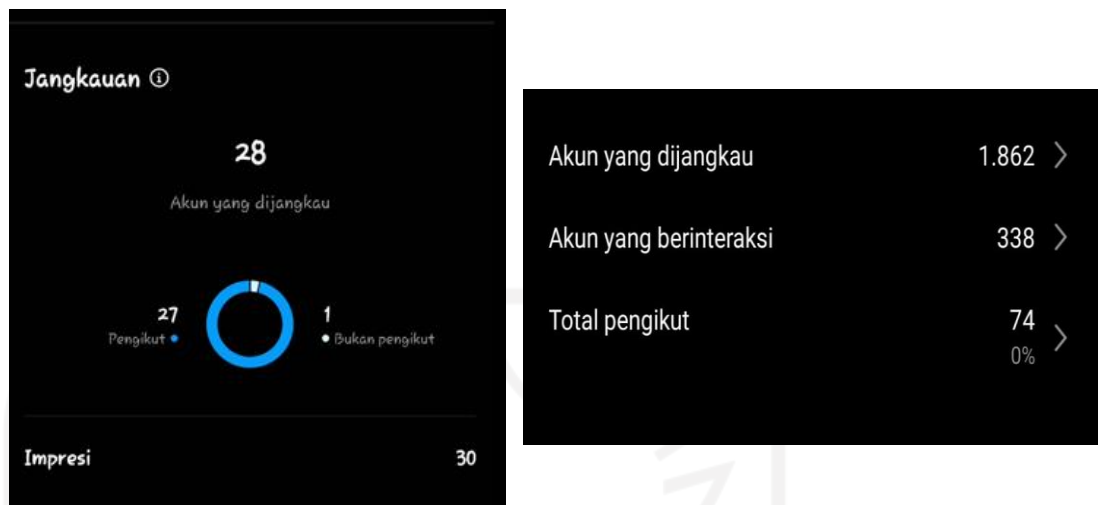 Jangkauan
28
Akun yang dijangkau
27
Pengikut
1
Bukan pengikut
Impresi 30
Akun yang dijangkau 1.862
Akun yang berinteraksi 338
Total pengikut 74
0%